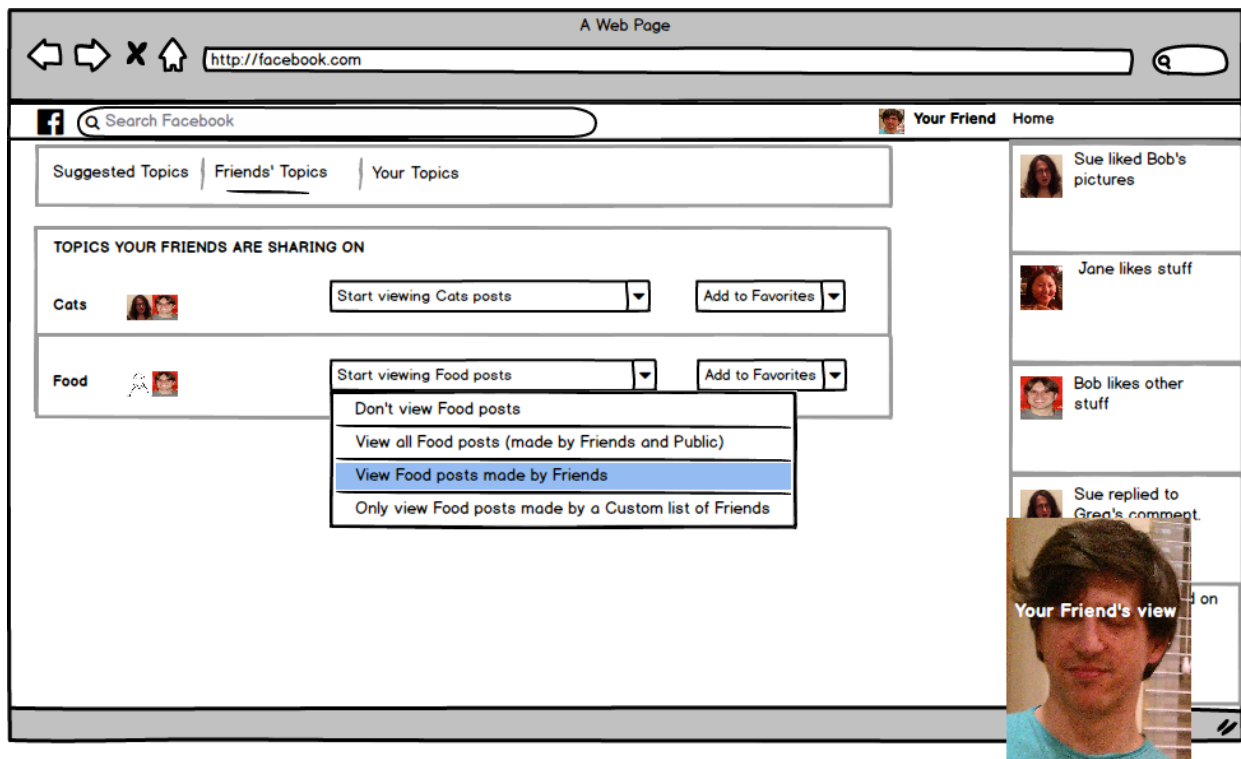 A Web Page
http://facebook.com
f
Search Facebook
Your Friend
Home
Suggested Topics
Friends' Topics
Your Topics
TOPICS YOUR FRIENDS ARE SHARING ON
Cats
Start viewing Cats posts
Add to Favorites
Food
Start viewing Food posts
Add to Favorites
Don't view Food posts
View all Food posts (made by Friends and Public)
View Food posts made by Friends
Only view Food posts made by a Custom list of Friends
Sue liked Bob's
pictures
Jane likes stuff
Bob likes other
stuff
Sue replied to
Greg's comment.
on
Your Friend's view